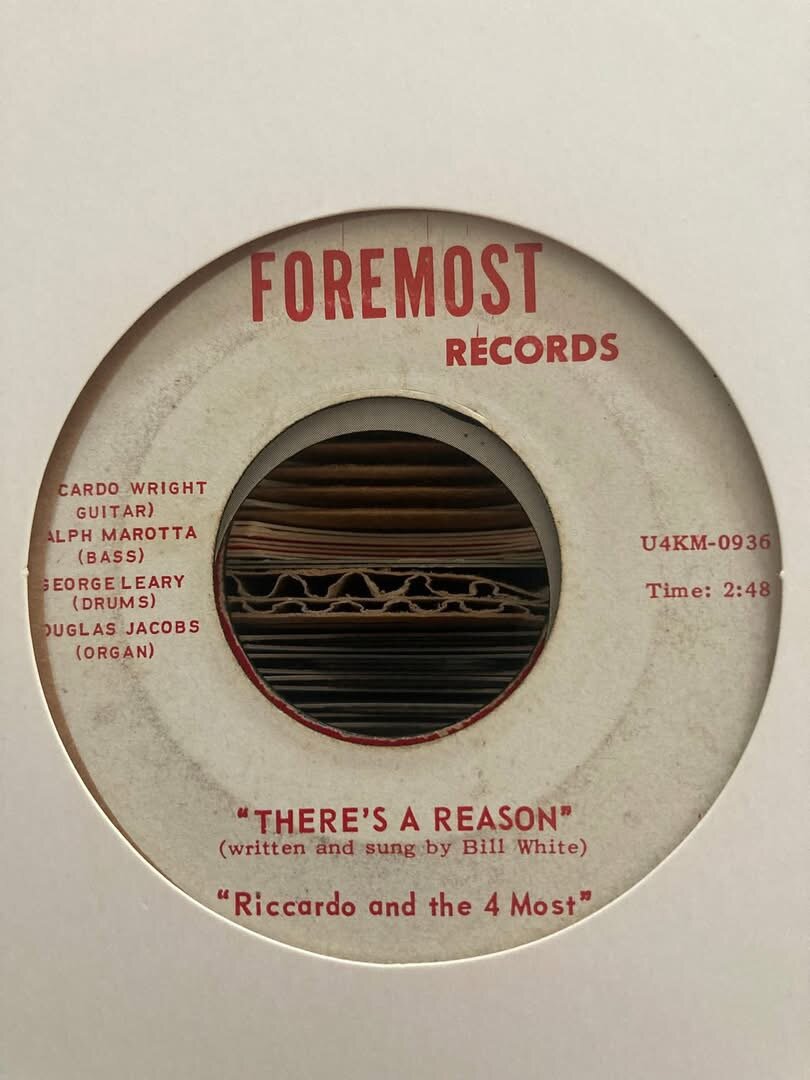 FOREMOST
RECORDS
CARDO WRIGHT
GUITAR)
ALPH MAROTTA
(BASS)
GEORGE LEARY
(DRUMS)
OUGLAS JACOBS
(ORGAN)
U4KM-0936
Time: 2:48
"THERE'S A REASON"
(written and sung by Bill White)
"Riccardo and the 4 Most"